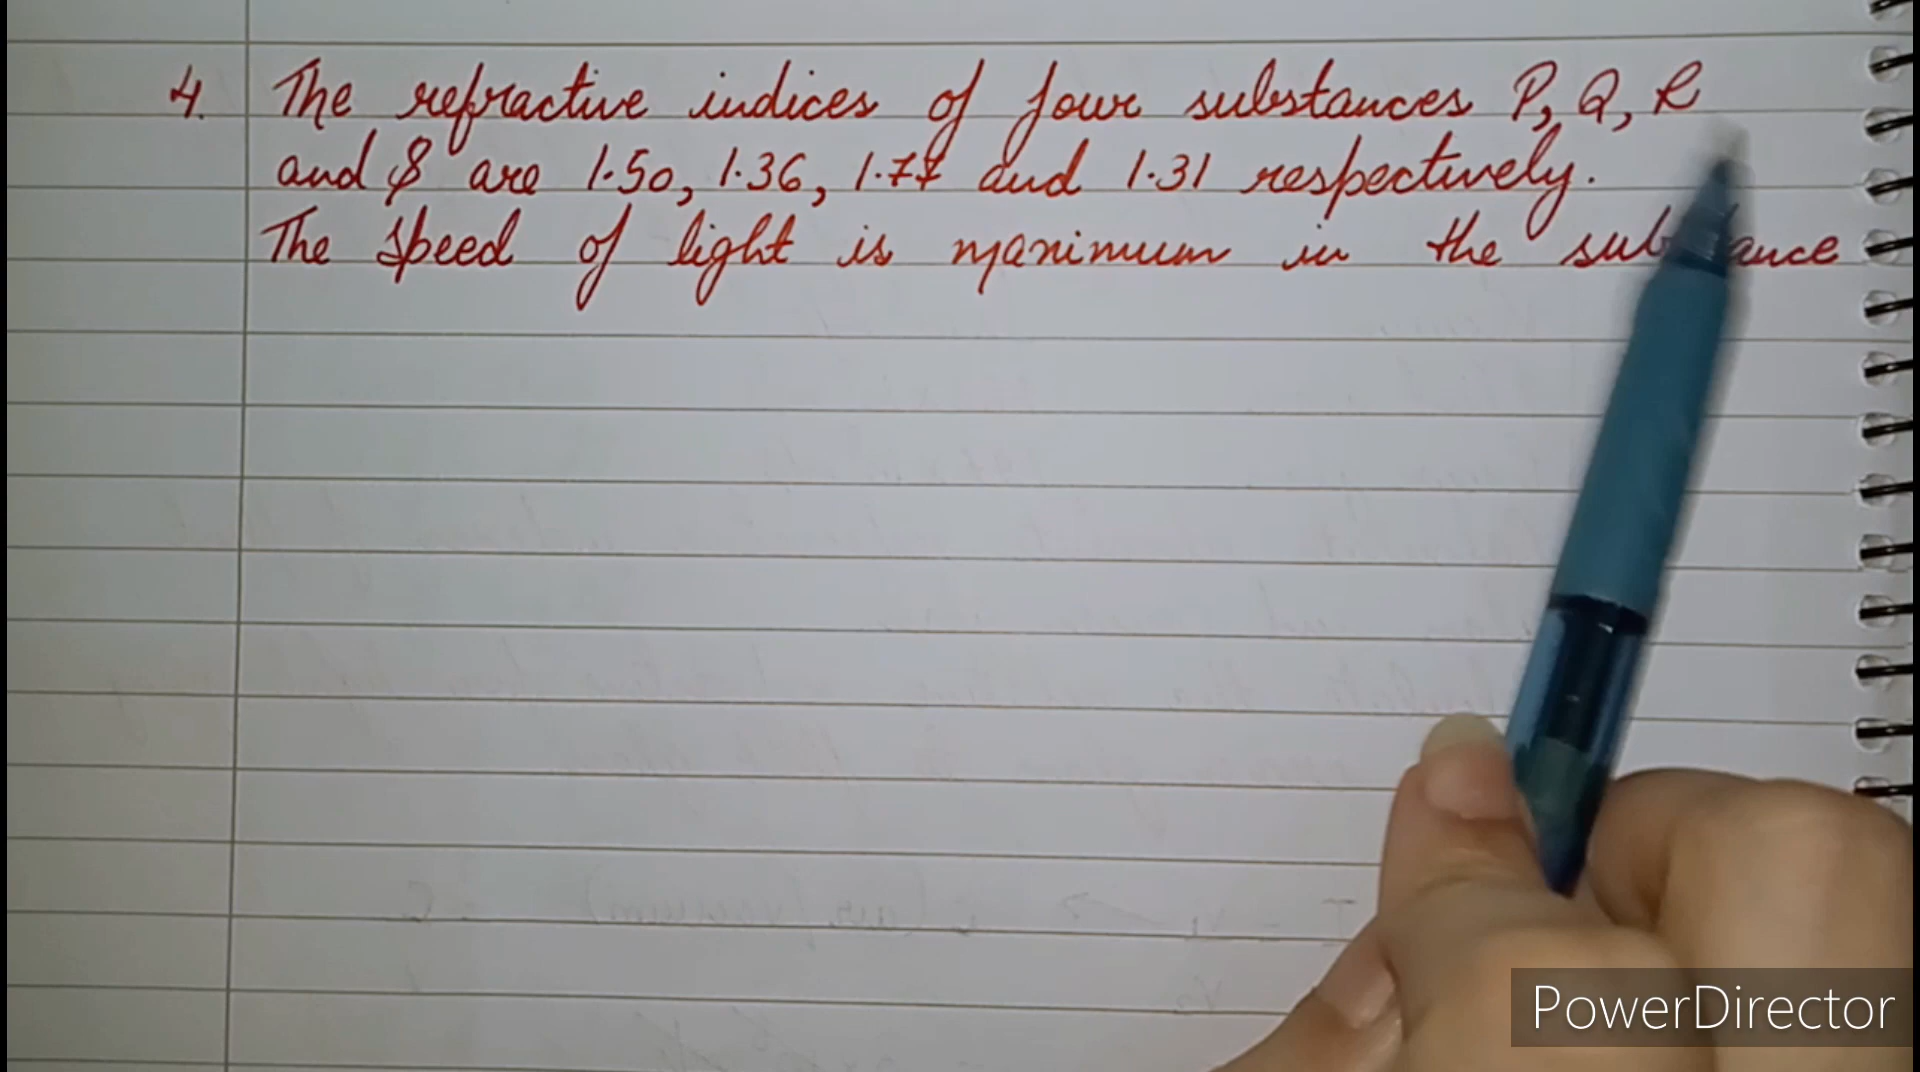 4. The refractive indices of four substances P, Q, R
and S are 1.50, 1.36, 1.77 and 1.31 respectively.
The speed of light is maximum in the substance
PowerDirector